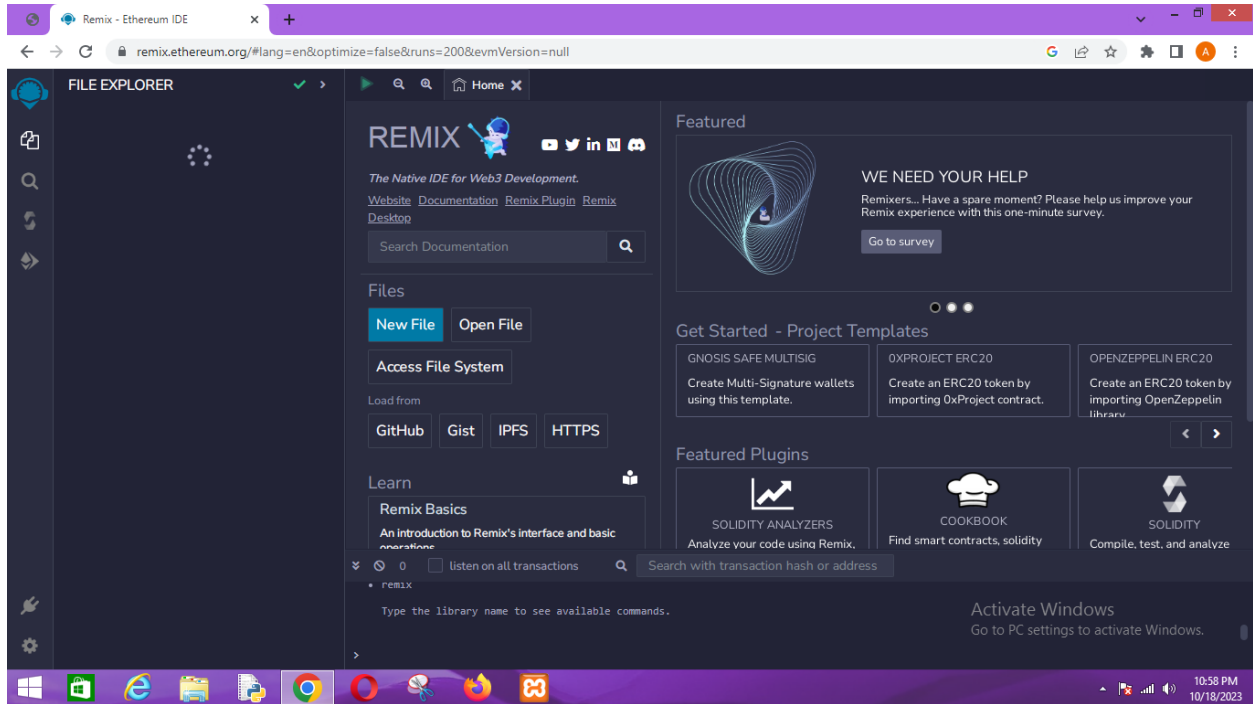 Remix - Ethereum IDE
remix.ethereum.org/#lang=en&optimize=false&runs=200&evmVersion=null
A
FILE EXPLORER
Home
REMIX
The Native IDE for Web3 Development.
Website Documentation Remix Plugin Remix
Desktop
Search Documentation
Files
New File Open File
Access File System
Load from
GitHub Gist IPFS HTTPS
Learn
Remix Basics
An introduction to Remix's interface and basic
operations
Featured
WE NEED YOUR HELP
Remixers... Have a spare moment? Please help us improve your
Remix experience with this one-minute
survey.
Go to survey
Get Started - Project Templates
GNOSIS SAFE MULTISIG
Create Multi-Signature wallets
using this template.
0XPROJECT ERC20
Create an ERC20 token by
importing 0xProject contract.
OPENZEPPELIN ERC20
Create an ERC20 token by
importing OpenZeppelin
library
Featured Plugins
SOLIDITY ANALYZERS
Analyze your code using Remix,
COOKBOOK
Find smart contracts, solidity
SOLIDITY
Compile, test, and analyze
0 listen on all transactions Search with transaction hash or address
• remix
Type the library name to see available commands.
>
Activate Windows
Go to PC settings to activate Windows.
10:58 PM
10/18/2023